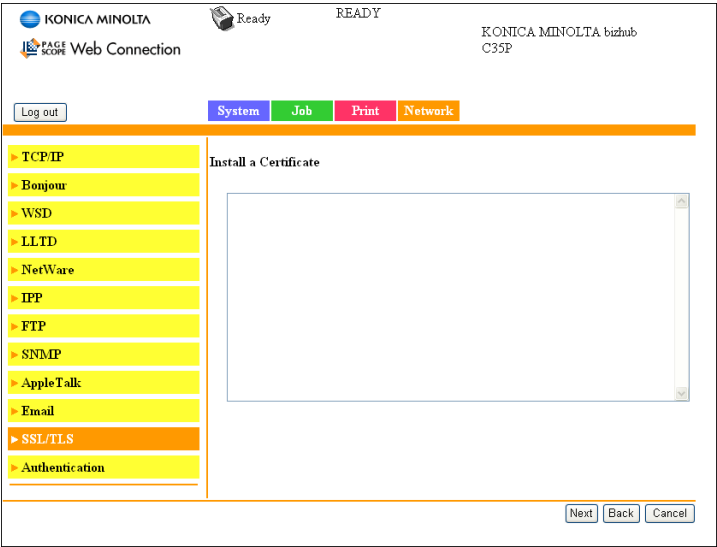 KONICA MINOLTA
PAGE SCOPE Web Connection
Ready
READY
KONICA MINOLTA bizhub
C35P
Log out
System
Job
Print
Network
TCP/IP
Bonjour
WSD
LLTD
NetWare
IPP
FTP
SNMP
AppleTalk
Email
SSL/TLS
Authentication
Install a Certificate
Next
Back
Cancel